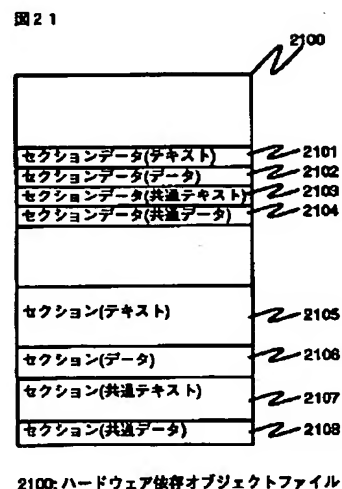 図21
2100
セクションデータ(テキスト) 2101
セクションデータ(データ) 2102
セクションデータ(共通テキスト) 2103
セクションデータ(共通データ) 2104
セクション(テキスト) 2105
セクション(データ) 2106
セクション(共通テキスト) 2107
セクション(共通データ) 2108
2100: ハードウェア依存オブジェクトファイル